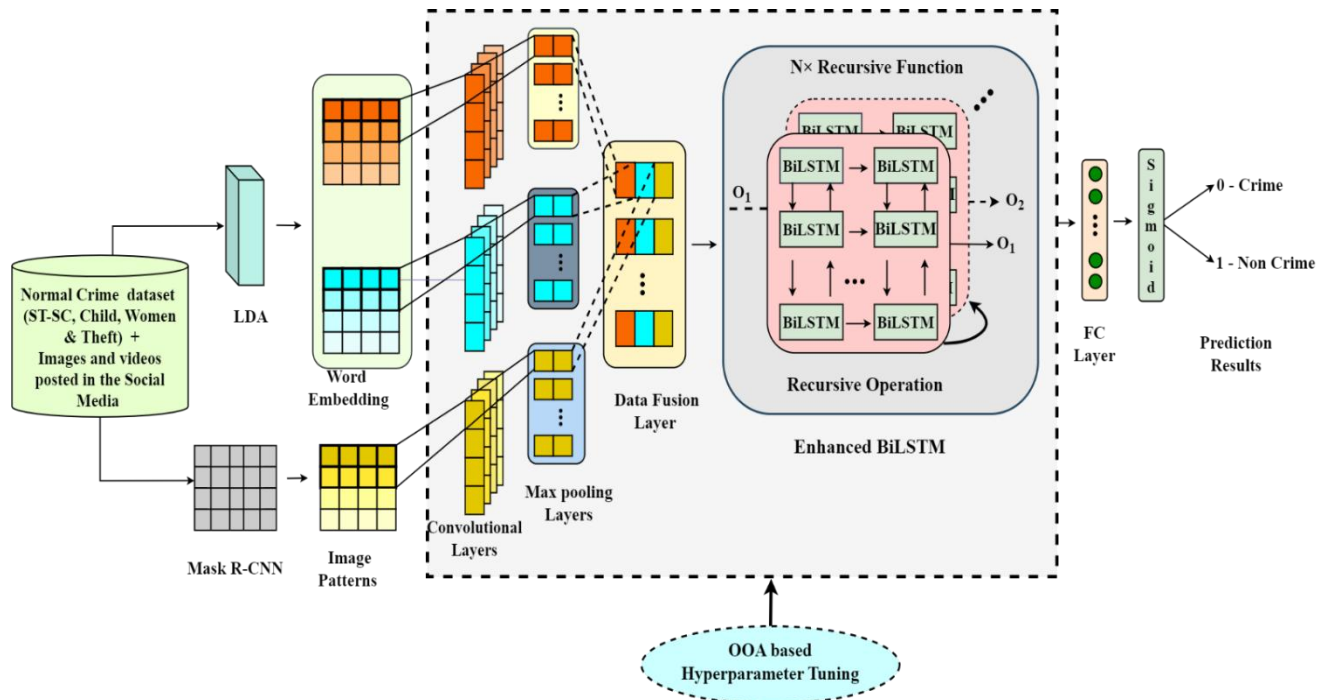 Normal Crime dataset
(ST-SC, Child, Women
& Theft) +
Images and videos
posted in the Social
Media
LDA
Word
Embedding
Mask R-CNN
Image
Patterns
Convolutional
Layers
Max pooling
Layers
Data Fusion
Layer
N× Recursive Function
BiLSTM
BiLSTM
BiLSTM
BiLSTM
BiLSTM
BiLSTM
BiLSTM
BiLSTM
M
M
O1
O2
O1
Recursive Operation
Enhanced BiLSTM
FC
Layer
Sigmoid
0 - Crime
1 - Non Crime
Prediction
Results
OOA based
Hyperparameter Tuning